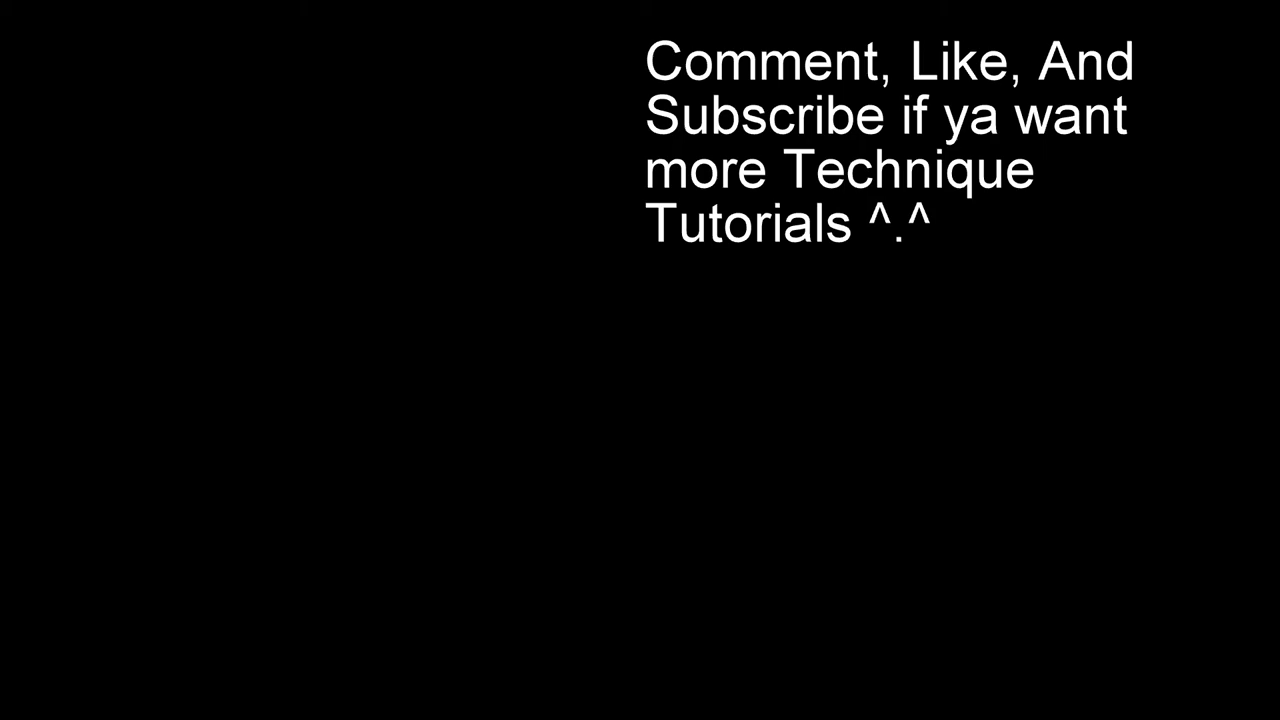 Comment, Like, And
Subscribe if ya want
more Technique
Tutorials ^.^